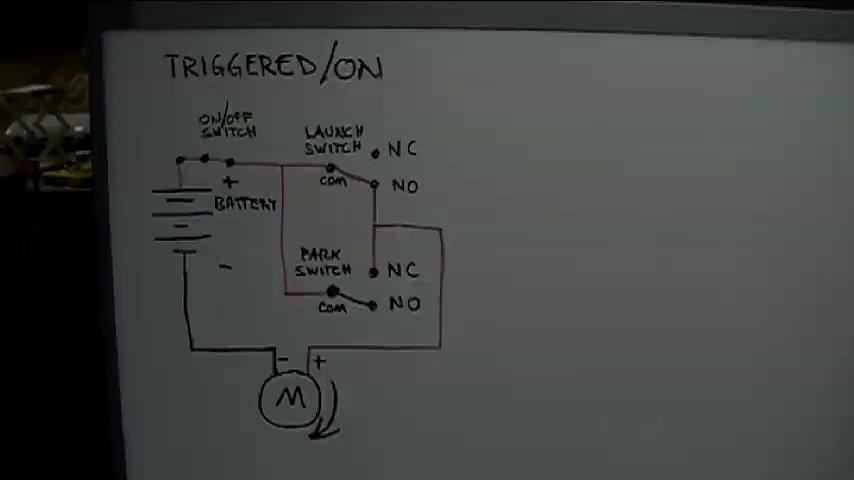 TRIGGERED/ON
ON/OFF
SWITCH
LAUNCH
SWITCH
NC
COM
NO
+
BATTERY
-
PARK
SWITCH
NC
COM
NO
- +
M